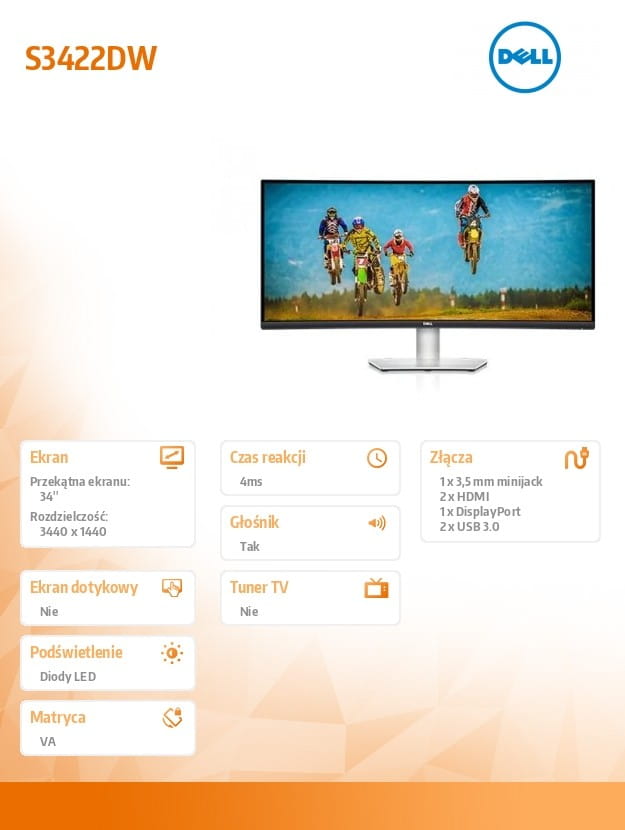 S3422DW
DELL
DELL
Ekran
Przekątna ekranu:
34"
Rozdzielczość:
3440 x 1440
Czas reakcji
4ms
Głośnik
Tak
Złącza
1 x 3,5 mm minijack
2 x HDMI
1 x DisplayPort
2 x USB 3.0
Ekran dotykowy
Nie
Tuner TV
Nie
Podświetlenie
Diody LED
Matryca
VA